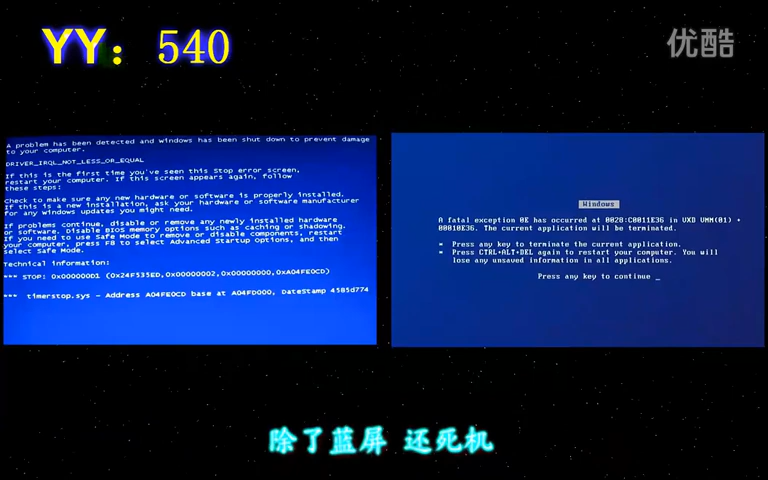 YY：540
优酷
A problem has been detected and windows has been shut down to prevent damage
to your computer.
DRIVER_IRQL_NOT_LESS_OR_EQUAL
If this is the first time you've seen this Stop error screen,
restart your computer. If this screen appears again, follow
these steps:
Check to make sure any new hardware or software is properly installed.
If this is a new installation, ask your hardware or software manufacturer
for any windows updates you might need.
If problems continue, disable or remove any newly installed hardware
or software. Disable BIOS memory options such as caching or shadowing.
If you need to use Safe Mode to remove or disable components, restart
your computer, press F8 to select Advanced Startup Options, and then
select Safe Mode.
Technical information:
*** STOP: 0x000000D1 (0x24F535ED,0x00000002,0x00000000,0xA04FE0CD)
*** timerstop.sys - Address A04FE0CD base at A04FD000, DateStamp 4585d774
Windows
A fatal exception 0E has occurred at 0028:C0011E36 in UXD VMM(01) +
00010E36. The current application will be terminated.
* Press any key to terminate the current application.
* Press CTRL+ALT+DEL again to restart your computer. You will
lose any unsaved information in all applications.
Press any key to continue _
除了蓝屏 还死机